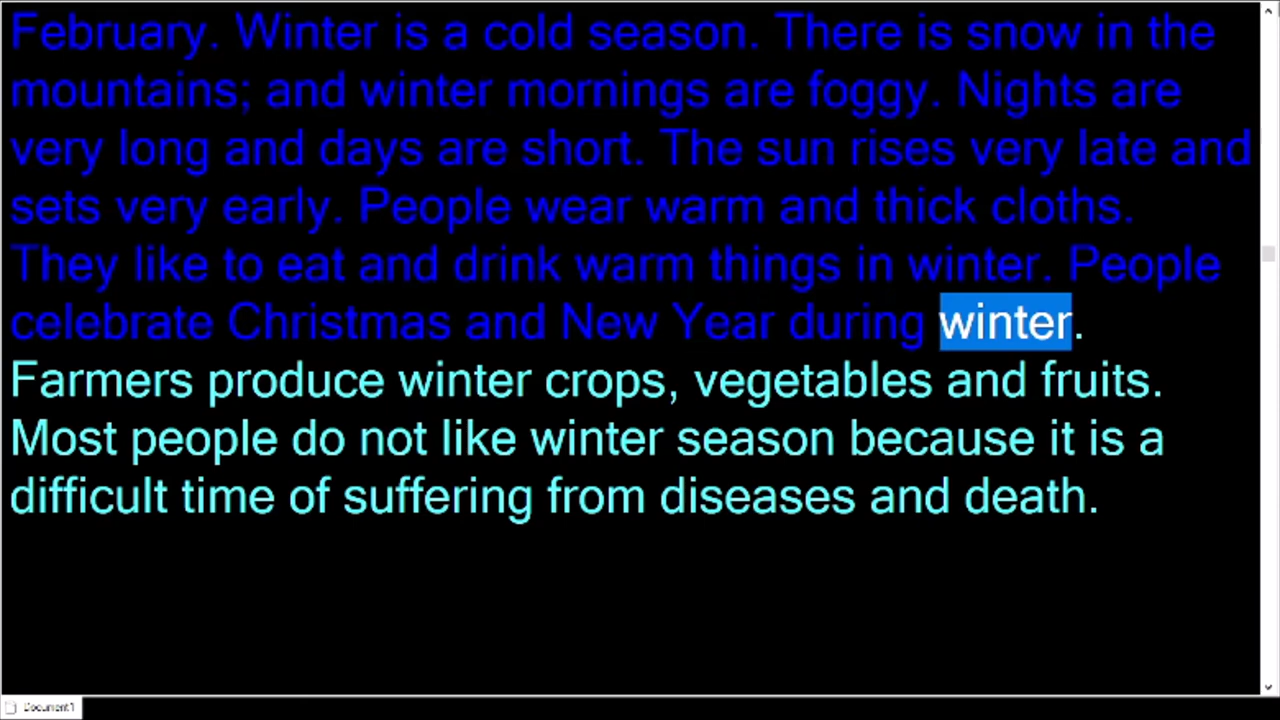 February. Winter is a cold season. There is snow in the
mountains; and winter mornings are foggy. Nights are
very long and days are short. The sun rises very late and
sets very early. People wear warm and thick cloths.
They like to eat and drink warm things in winter. People
celebrate Christmas and New Year during winter.
Farmers produce winter crops, vegetables and fruits.
Most people do not like winter season because it is a
difficult time of suffering from diseases and death.
Document1